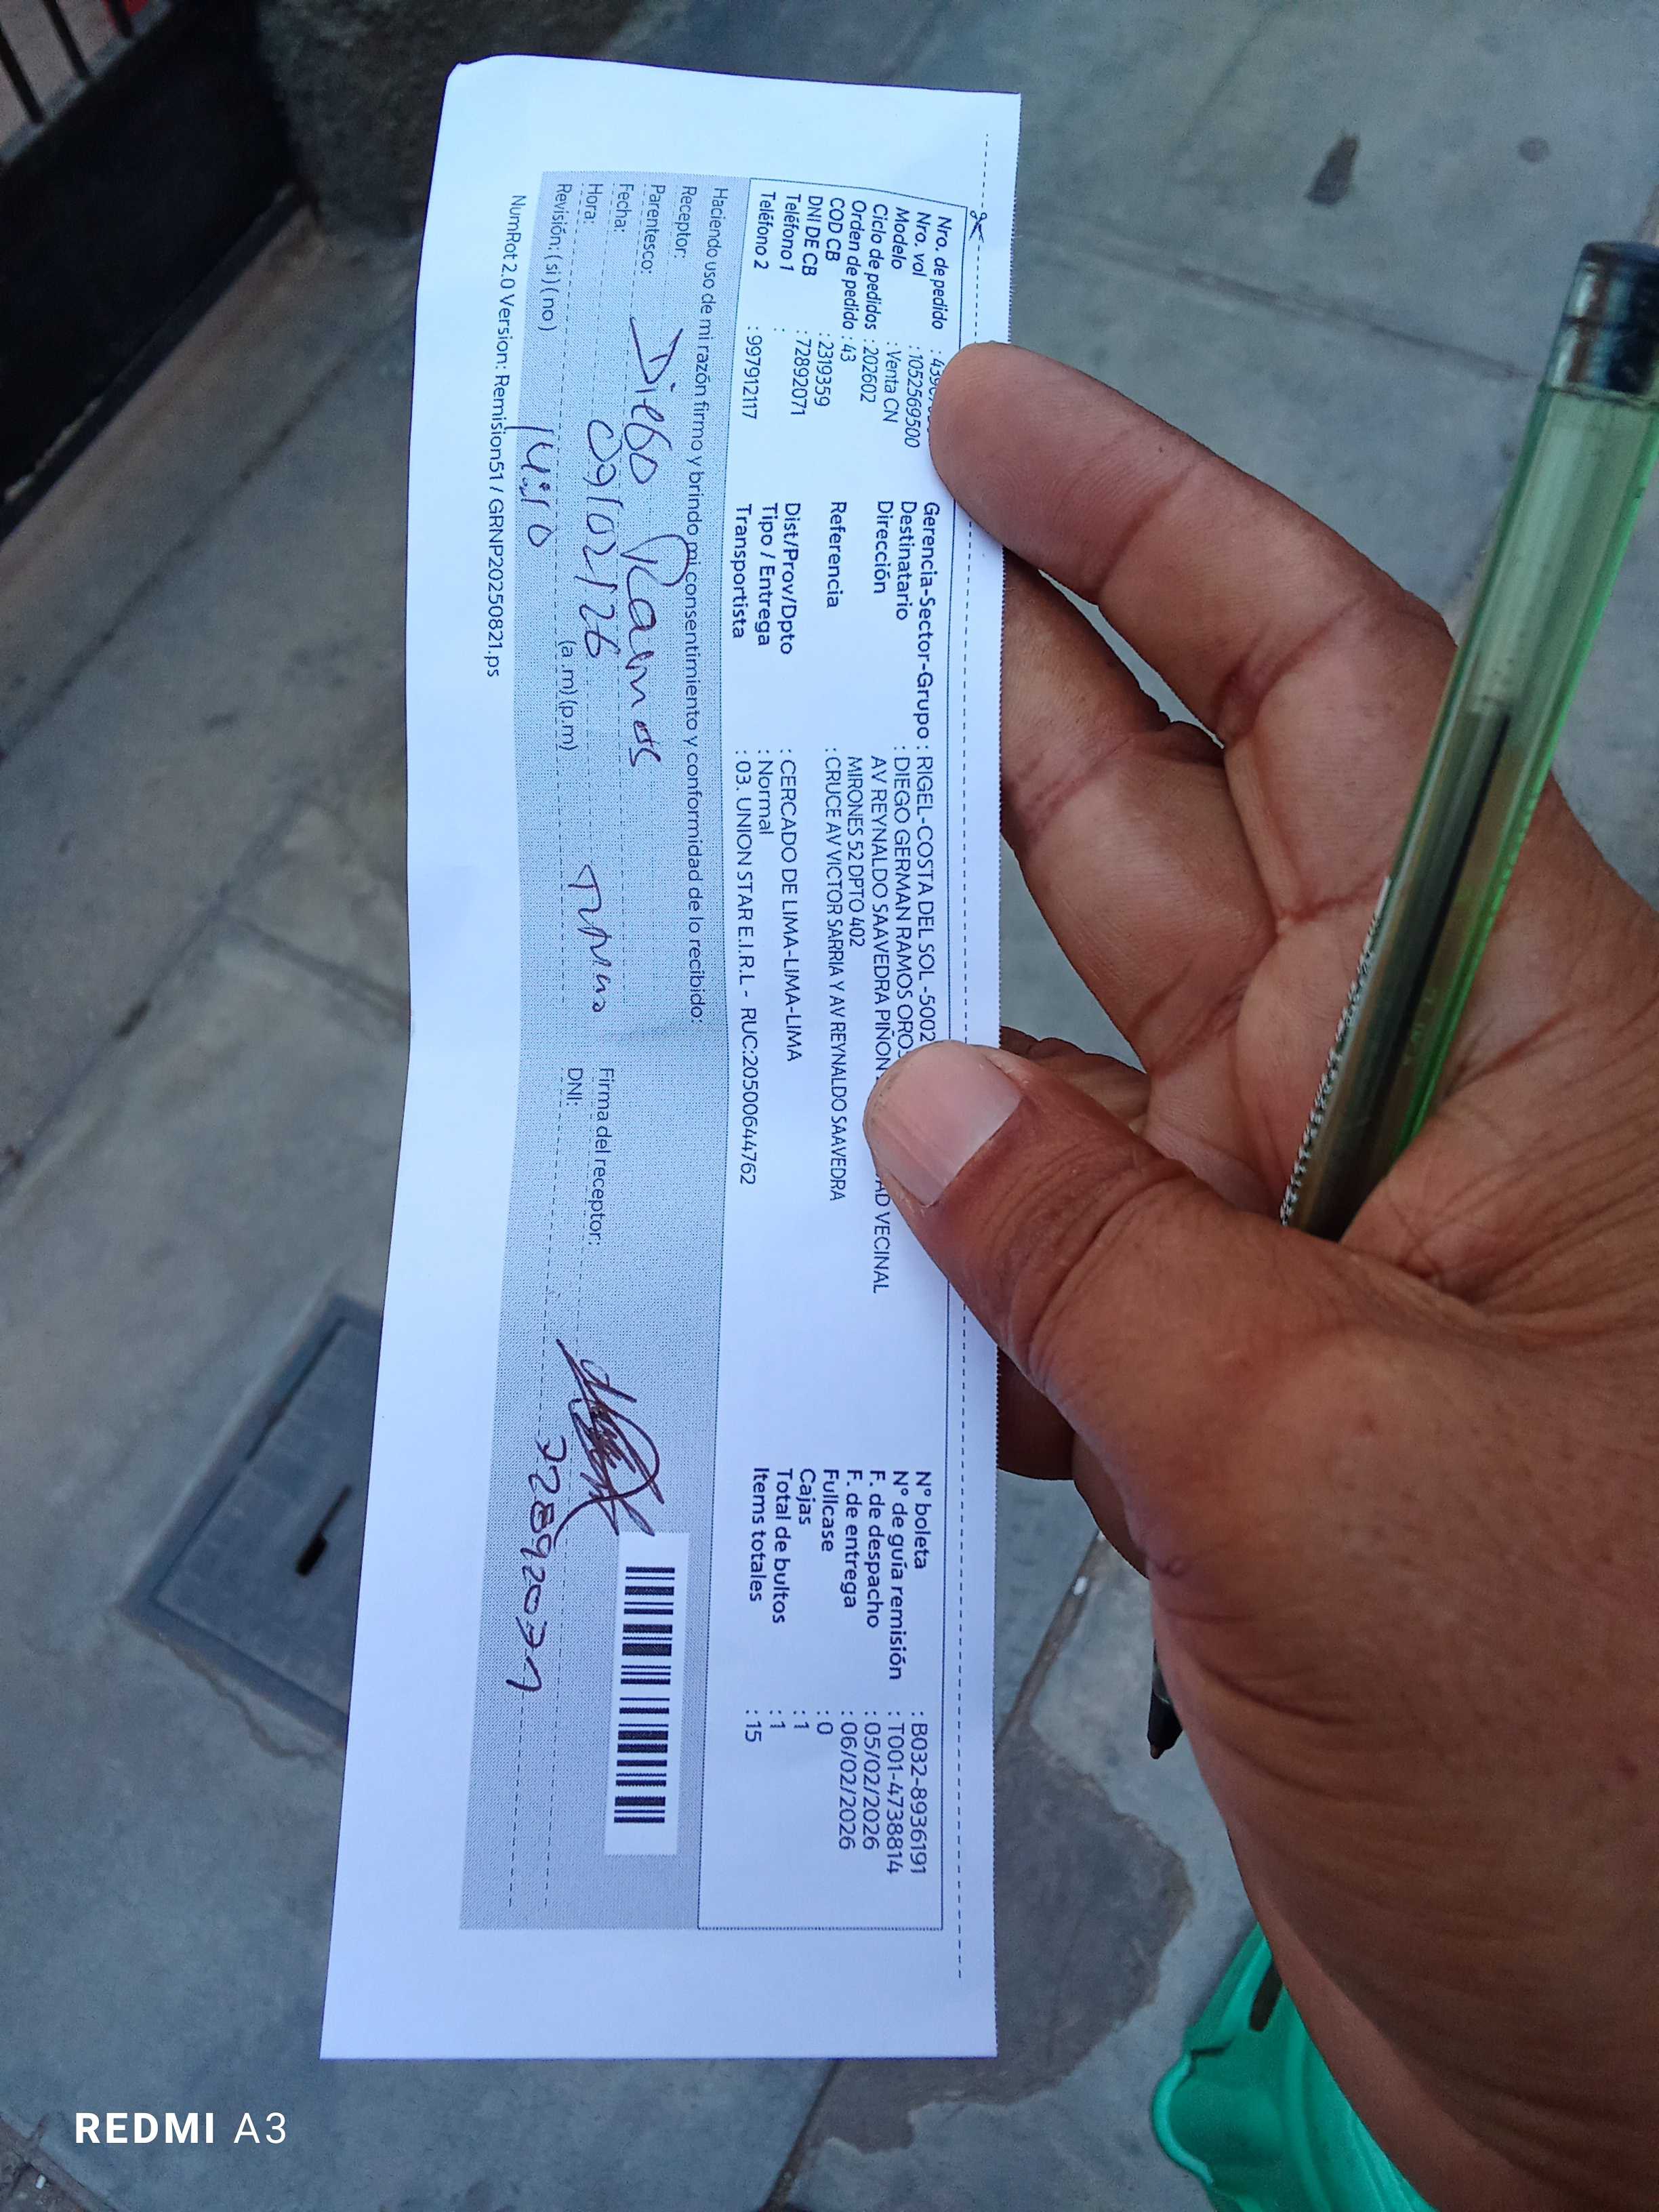 Nro. de pedido
Nro. vol : 1052569500
Modelo : Venta CN
Ciclo de pedidos : 202602
Orden de pedido : 43
COD CB : 23193559
DNI DE CB : 72892071
Teléfono 1 :
Teléfono 2 : 997912117
Gerencia-Sector-Grupo : RIGEL-COSTA DEL SOL -5002
Destinatario : DIEGO GERMAN RAMOS
Dirección AV REYNALDO SAAVEDRA VECINAL
MIRONES 52 DPTO 402
Referencia : CRUCE AV VICTOR SARRIA Y AV REYNALDO SAAVEDRA
Dist/Prov/Dpto : CERCADO DE LIMA-LIMA-LIMA
Tipo / Entrega : Normal
Transportista : 03. UNION STAR E.I.R.L - RUC:20500644762
N° boleta : B032-8936191
N° de guía remisión : T001-4738814
F. de despacho : 05/02/2026
F. de entrega : 06/02/2026
Fullcase : 0
Cajas : 1
Total de bultos : 1
Items totales : 15
Haciendo uso de mi razón firmo y brindo mi consentimiento y conformidad de lo recibido:
Receptor: Diego Ramos
Parentesco:
Fecha: 09/02/26
Hora: 14:10 (a.m)(p.m)
Revisión: (si) (no)
Firma del receptor:
DNI: 72892071
NumRot2.0 Version: Remision51 / GRNP20250821.ps
REDMI A3